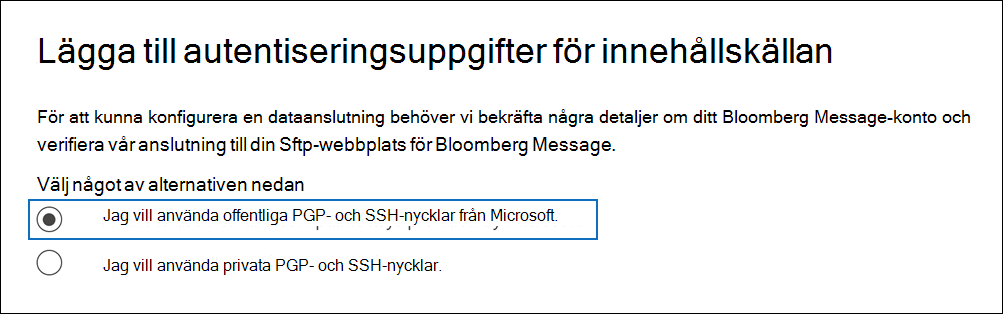 Lägga till autentiseringsuppgifter för innehållskällan
För att kunna konfigurera en dataanslutning behöver vi bekräfta några detaljer om ditt Bloomberg Message-konto och
verifiera vår anslutning till din Sftp-webbplats för Bloomberg Message.
Välj något av alternativen nedan
Jag vill använda offentliga PGP- och SSH-nycklar från Microsoft.
Jag vill använda privata PGP- och SSH-nycklar.